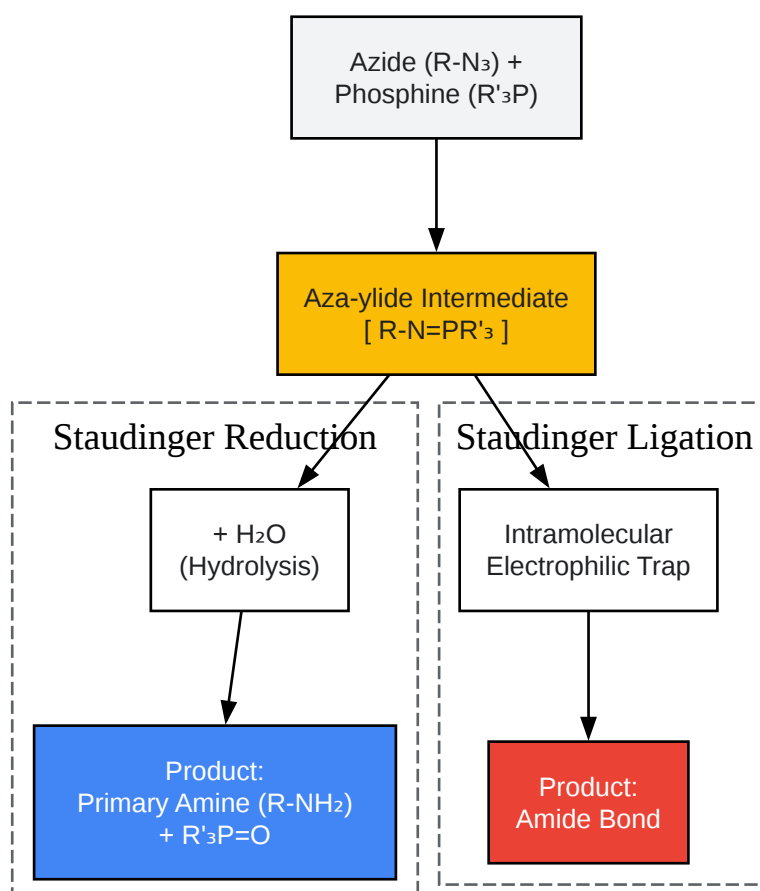 Azide (R-N₃) +
Phosphine (R'₃P)
Aza-ylide Intermediate
[ R-N=PR'₃ ]
Staudinger Reduction
+ H₂O
(Hydrolysis)
Product:
Primary Amine (R-NH₂)
+ R'₃P=O
Staudinger Ligation
Intramolecular
Electrophilic Trap
Product:
Amide Bond